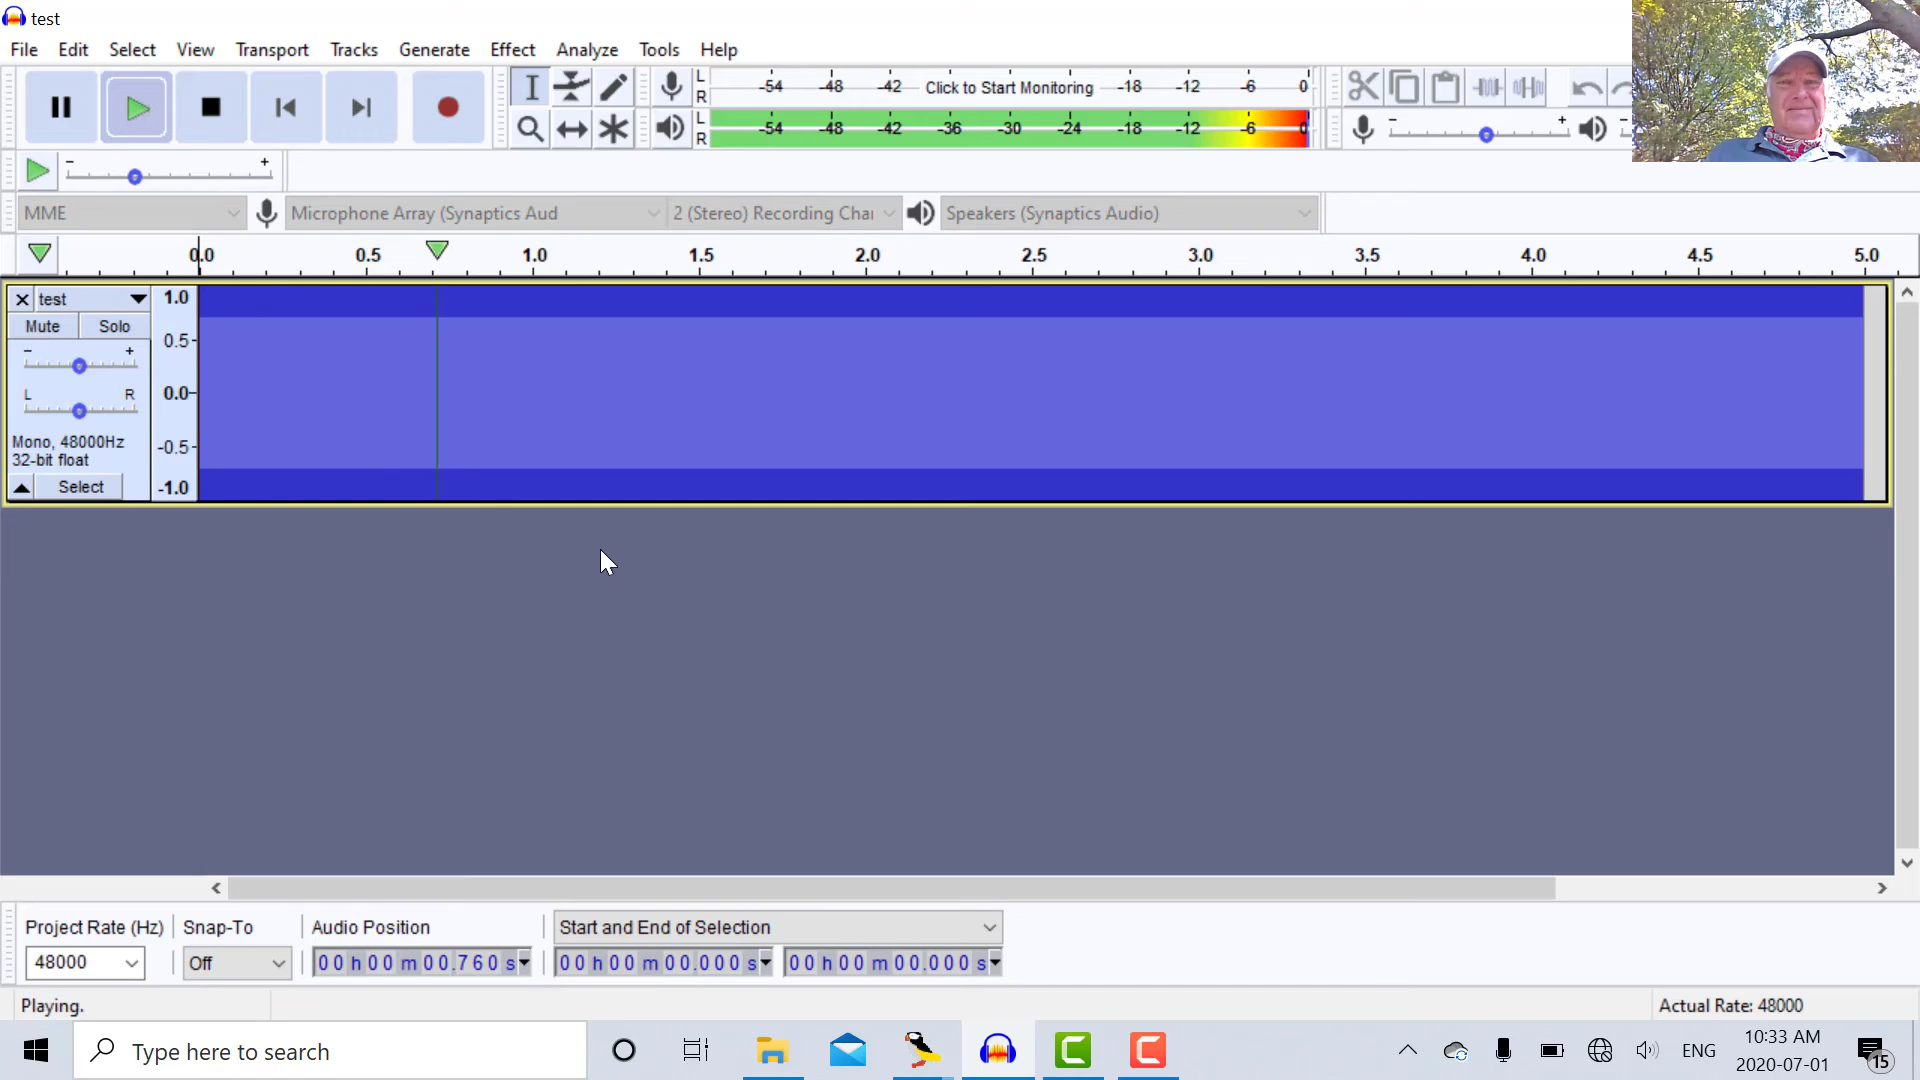 test
File Edit Select View Transport Tracks Generate Effect Analyze Tools Help
L
R
-54 -48 -42 Click to Start Monitoring -18 -12 -6 0
L
R
-54 -48 -42 -36 -30 -24 -18 -12 -6 0
- +
- +
MME Microphone Array (Synaptics Aud 2 (Stereo) Recording Chai Speakers (Synaptics Audio)
0.0 0.5 1.0 1.5 2.0 2.5 3.0 3.5 4.0 4.5 5.0
test
Mute Solo
- +
L R
Mono, 48000Hz
32-bit float
Select
1.0
0.5-
0.0-
-0.5-
-1.0
Project Rate (Hz) Snap-To Audio Position Start and End of Selection
48000 Off 00 h 00 m 00.760 s 00 h 00 m 00.000 s 00 h 00 m 00.000 s
Playing. Actual Rate: 48000
Type here to search
ENG
10:33 AM
2020-07-01
15